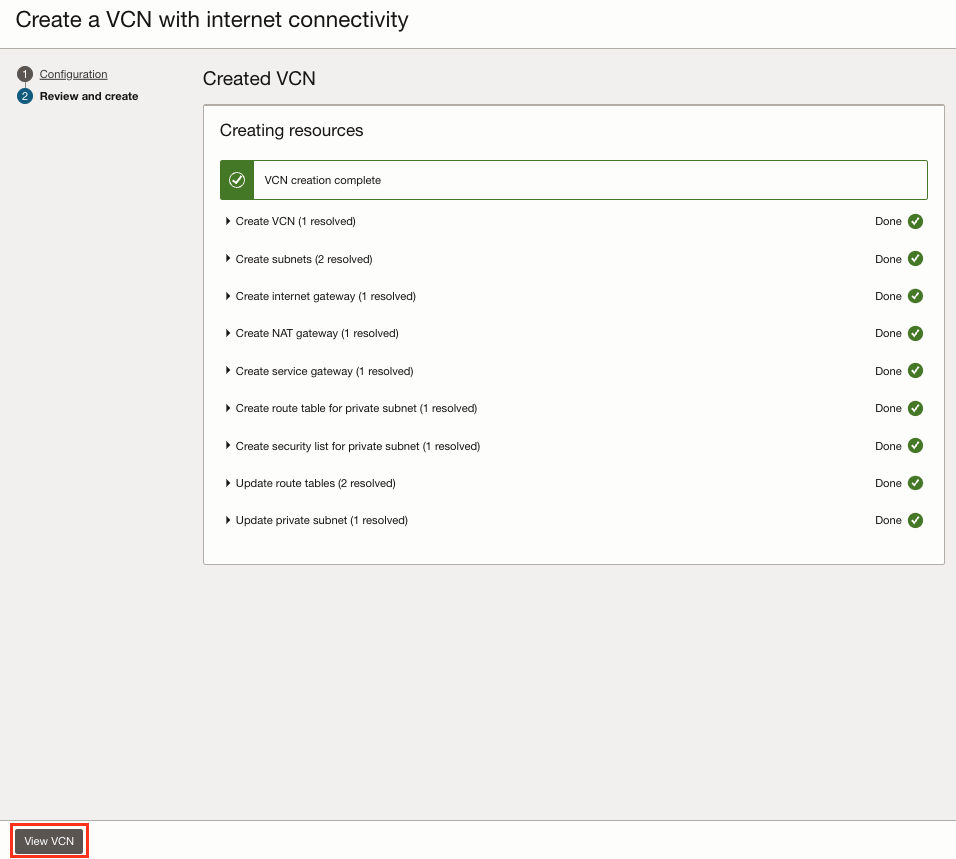 Create a VCN with internet connectivity
1 Configuration
2 Review and create
Created VCN
Creating resources
VCN creation complete
Create VCN (1 resolved) Done
Create subnets (2 resolved) Done
Create internet gateway (1 resolved) Done
Create NAT gateway (1 resolved) Done
Create service gateway (1 resolved) Done
Create route table for private subnet (1 resolved) Done
Create security list for private subnet (1 resolved) Done
Update route tables (2 resolved) Done
Update private subnet (1 resolved) Done
View VCN